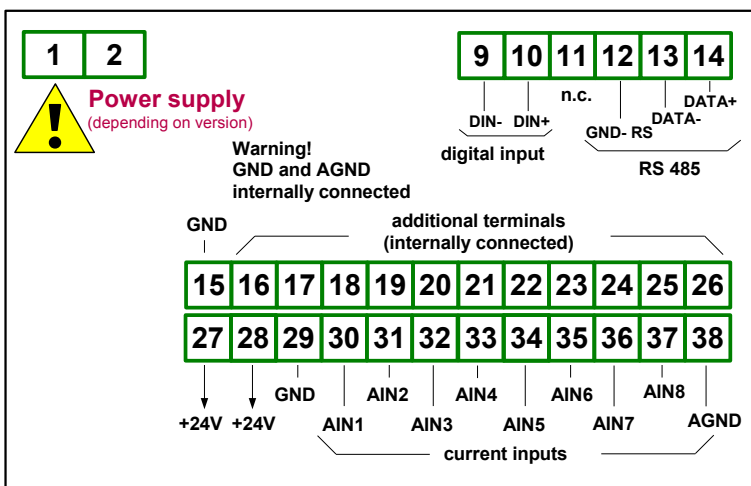 1 2
9 10 11 12 13 14
Power supply
(depending on version)
DIN- DIN+
n.c.
GND- RS
DATA-
DATA+
digital input
RS 485
Warning!
GND and AGND
internally connected
GND
additional terminals
(internally connected)
15 16 17 18 19 20 21 22 23 24 25 26
27 28 29 30 31 32 33 34 35 36 37 38
+24V +24V
GND
AIN1
AIN2
AIN3
AIN4
AIN5
AIN6
AIN7
AIN8
AGND
current inputs